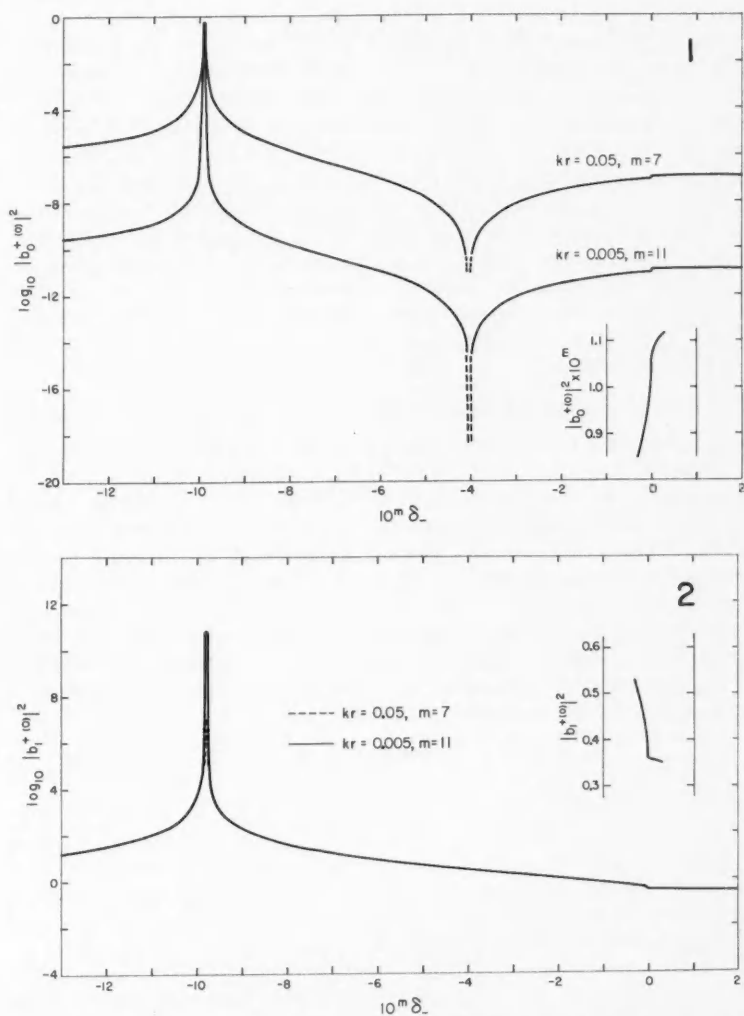 1
log₁₀ |b₀⁺⁽⁰⁾|²
0
-4
-8
-12
-16
-20
kr = 0.05, m = 7
kr = 0.005, m = 11
|b₀⁺⁽⁰⁾|² × 10ᵐ
1.1
1.0
0.9
-12 -10 -8 -6 -4 -2 0 2
10ᵐ δ₋
2
log₁₀ |b₁⁺⁽⁰⁾|²
12
8
4
0
-4
kr = 0.05, m = 7
kr = 0.005, m = 11
|b₁⁺⁽⁰⁾|²
0.6
0.5
0.4
0.3
-12 -10 -8 -6 -4 -2 0 2
10ᵐ δ₋